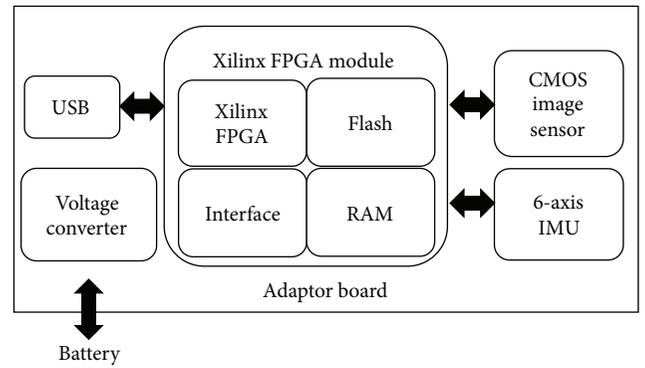 Xilinx FPGA module
USB
Xilinx
FPGA
Flash
CMOS
image
sensor
Voltage
converter
Interface
RAM
6-axis
IMU
Adaptor board
Battery